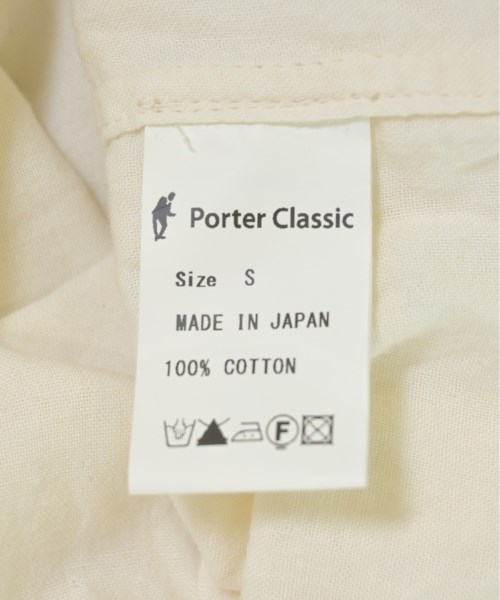 Porter Classic
Size S
MADE IN JAPAN
100% COTTON
F